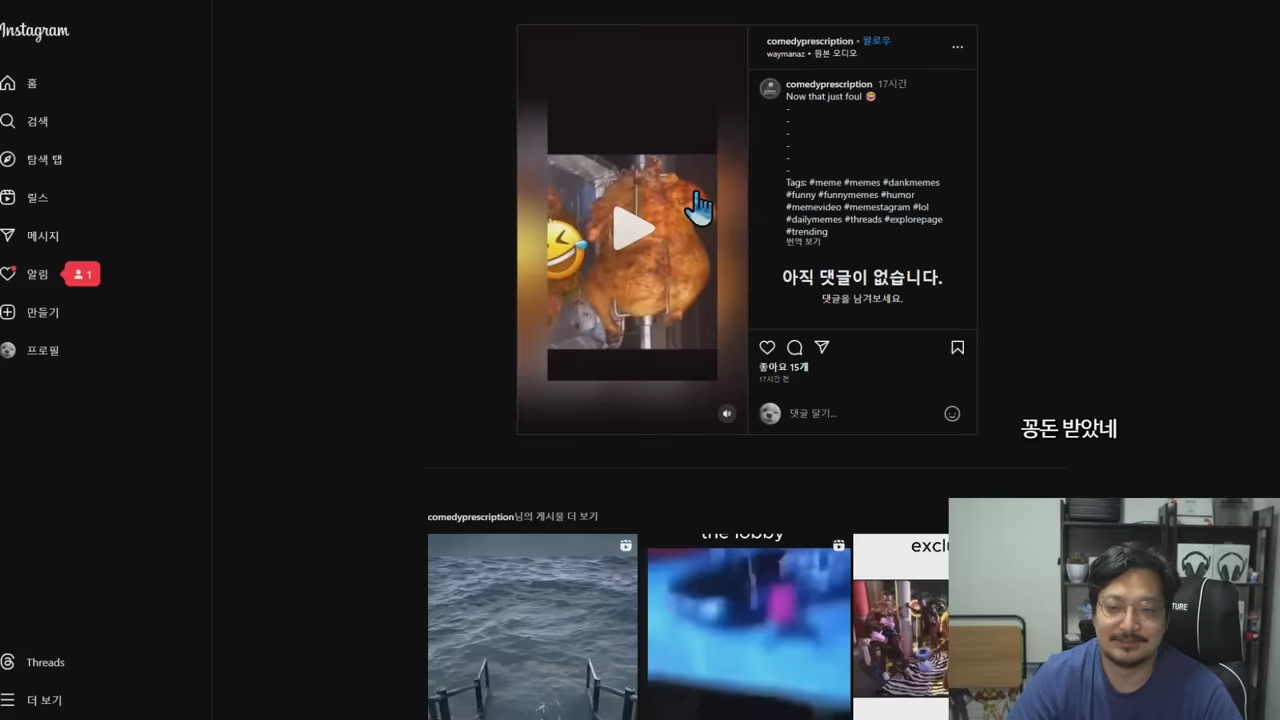 Instagram
홈
검색
탐색 탭
릴스
메시지
알림
1
만들기
프로필
Threads
더 보기
comedyprescription • 팔로우
waymanaz • 원본 오디오
comedyprescription 17시간
Now that just foul 😂
-
-
-
-
-
-
Tags: #meme #memes #dankmemes
#funny #funnymemes #humor
#memevideo #memestagram #lol
#dailymemes #threads #explorepage
#trending
번역 보기
아직 댓글이 없습니다.
댓글을 남겨보세요.
좋아요 15개
17시간 전
댓글 달기...
꽁돈 받았네
comedyprescription님의 게시물 더 보기
the lobby
exclu
TURE